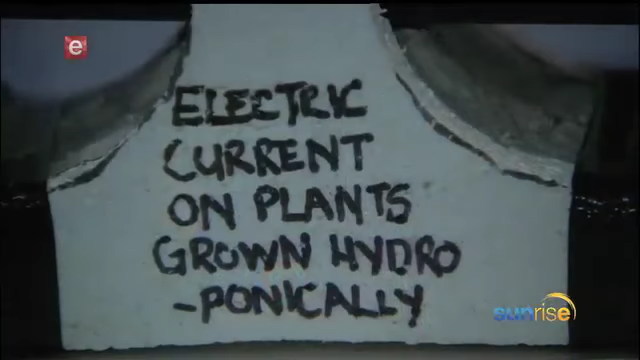 e
ELECTRIC
CURRENT
ON PLANTS
GROWN HYDRO
-PONICALLY
sunrise